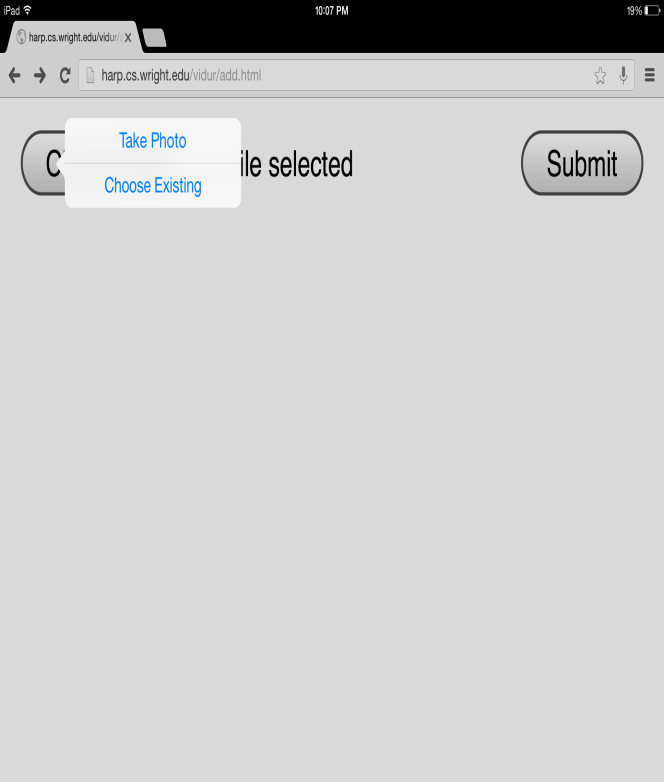 iPad 10:07 PM 19%
harp.cs.wright.edu/vidur/
harp.cs.wright.edu/vidur/add.html
Take Photo
selected Submit
Choose Existing